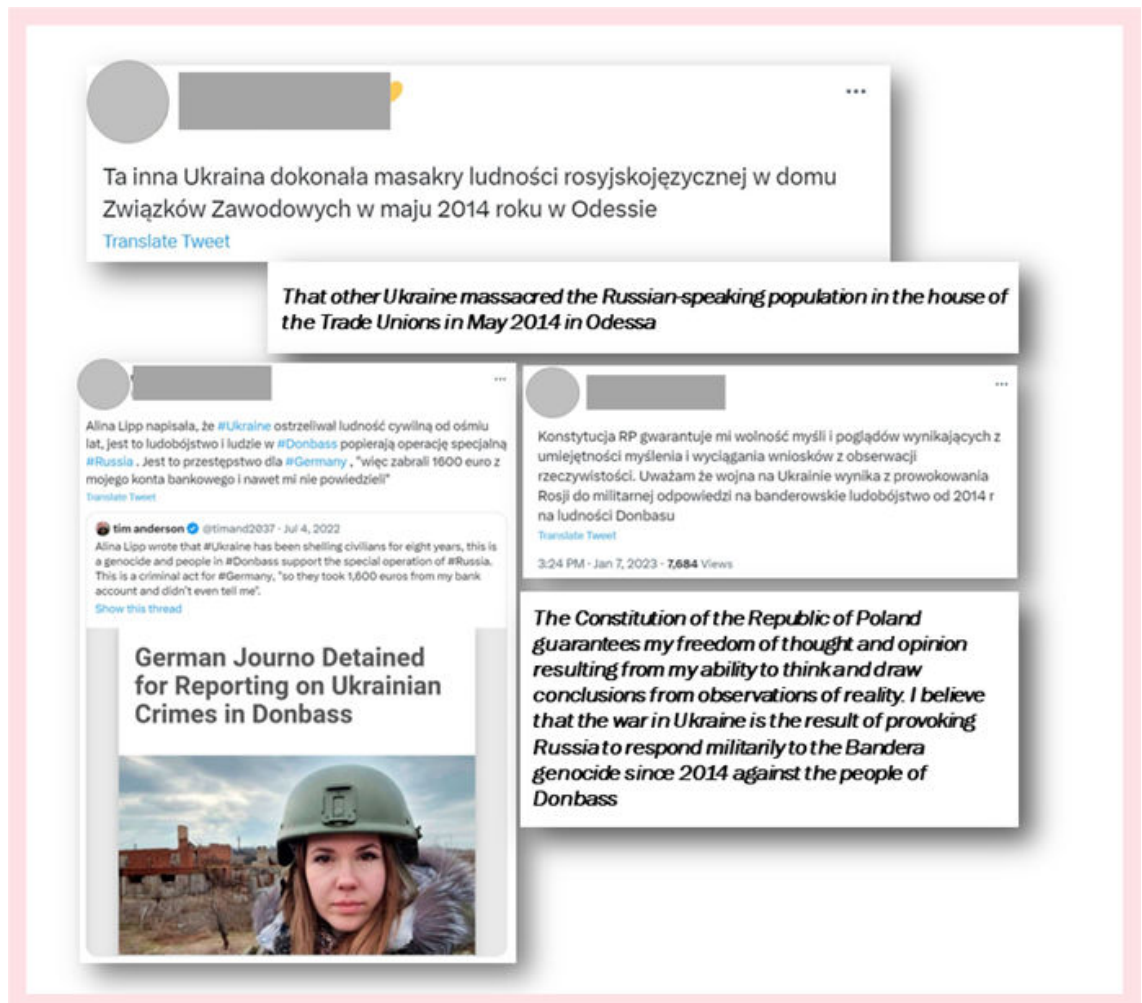 Ta inna Ukraina dokonała masakry ludności rosyjskojęzycznej w domu
Związków Zawodowych w maju 2014 roku w Odessie
Translate Tweet
That other Ukraine massacred the Russian-speaking population in the house of
the Trade Unions in May 2014 in Odessa
Alina Lipp napisała, że #Ukraine ostrzeliwał ludność cywilną od ośmiu
lat, jest to ludobójstwo i ludzie w #Donbass popierają operację specjalną
#Russia . Jest to przestępstwo dla #Germany , "więc zabrali 1600 euro z
mojego konta bankowego i nawet mi nie powiedzieli"
Translate Tweet
tim anderson @timand2037 · Jul 4, 2022
Alina Lipp wrote that #Ukraine has been shelling civilians for eight years, this is
a genocide and people in #Donbass support the special operation of #Russia.
This is a criminal act for #Germany, "so they took 1,600 euros from my bank
account and didn't even tell me".
Show this thread
German Journo Detained
for Reporting on Ukrainian
Crimes in Donbass
Konstytucja RP gwarantuje mi wolność myśli i poglądów wynikających z
umiejętności myślenia i wyciągania wniosków z obserwacji
rzeczywistości. Uważam że wojna na Ukrainie wynika z prowokowania
Rosji do militarnej odpowiedzi na banderowskie ludobójstwo od 2014 r
na ludności Donbasu
Translate Tweet
3:24 PM · Jan 7, 2023 · 7,684 Views
The Constitution of the Republic of Poland
guarantees my freedom of thought and opinion
resulting from my ability to think and draw
conclusions from observations of reality. I believe
that the war in Ukraine is the result of provoking
Russia to respond militarily to the Bandera
genocide since 2014 against the people of
Donbass